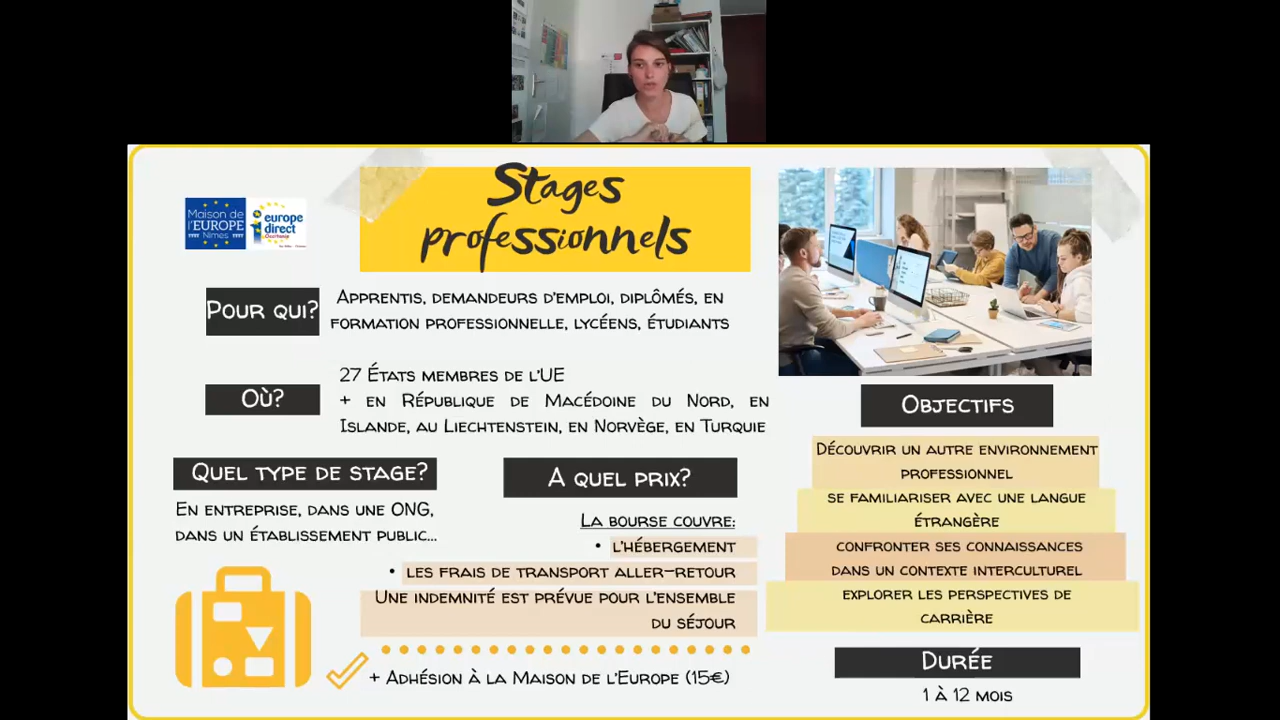 Stages
professionnels
Maison de
l'EUROPE
Nîmes
europe
direct
Pour qui?
Apprentis, demandeurs d'emploi, diplômés, en
formation professionnelle, lycéens, étudiants
Où?
27 États membres de l'UE
+ en République de Macédoine du Nord, en
Islande, au Liechtenstein, en Norvège, en Turquie
Quel type de stage?
En entreprise, dans une ONG,
dans un établissement public...
A quel prix?
La bourse couvre:
• l'hébergement
• les frais de transport aller-retour
Une indemnité est prévue pour l'ensemble
du séjour
+ Adhésion à la Maison de l'Europe (15€)
Objectifs
Découvrir un autre environnement
professionnel
se familiariser avec une langue
étrangère
confronter ses connaissances
dans un contexte interculturel
explorer les perspectives de
carrière
Durée
1 à 12 mois